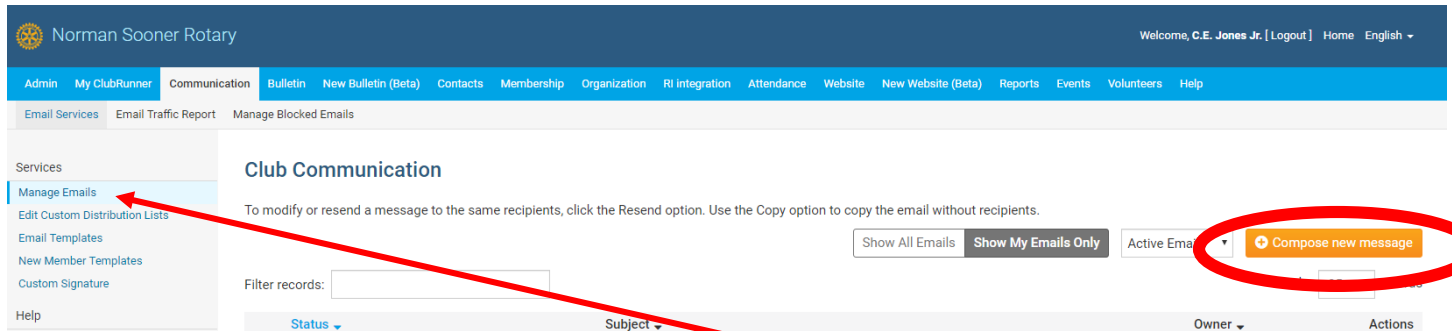 Norman Sooner Rotary
Welcome, C.E. Jones Jr. [ Logout ] Home English
Admin My ClubRunner Communication Bulletin New Bulletin (Beta) Contacts Membership Organization RI integration Attendance Website New Website (Beta) Reports Events Volunteers Help
Email Services Email Traffic Report Manage Blocked Emails
Services
Manage Emails
Edit Custom Distribution Lists
Email Templates
New Member Templates
Custom Signature
Help
Club Communication
To modify or resend a message to the same recipients, click the Resend option. Use the Copy option to copy the email without recipients.
Show All Emails Show My Emails Only Active Compose new message
Filter records:
Status Subject Owner Actions